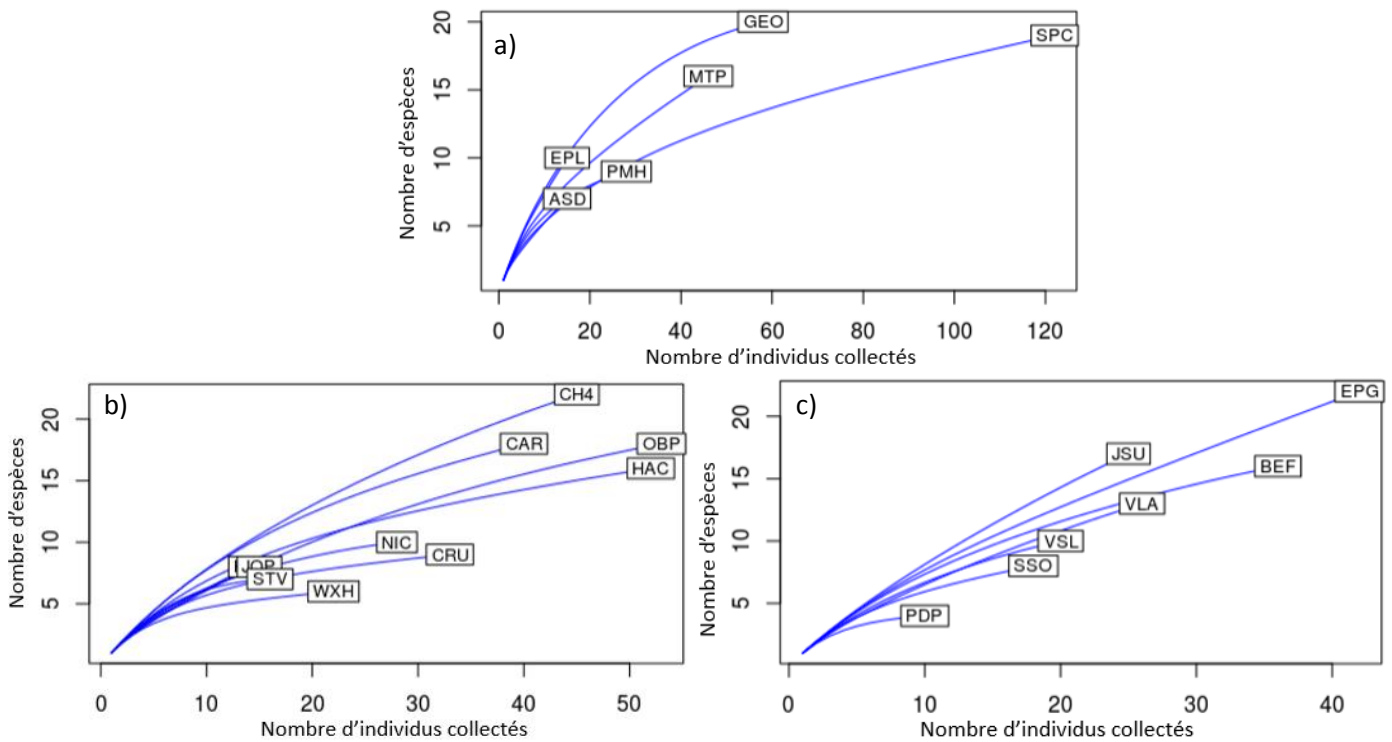 a)
Nombre d'espèces
20
15
10
5
GEO
SPC
MTP
EPL
PMH
ASD
0 20 40 60 80 100 120
Nombre d'individus collectés
b)
Nombre d'espèces
20
15
10
5
CH4
CAR
OBP
HAC
NIC
CRU
JOP
STV
WXH
0 10 20 30 40 50
Nombre d'individus collectés
c)
Nombre d'espèces
20
15
10
5
EPG
JSU
BEF
VLA
VSL
SSO
PDP
0 10 20 30 40
Nombre d'individus collectés